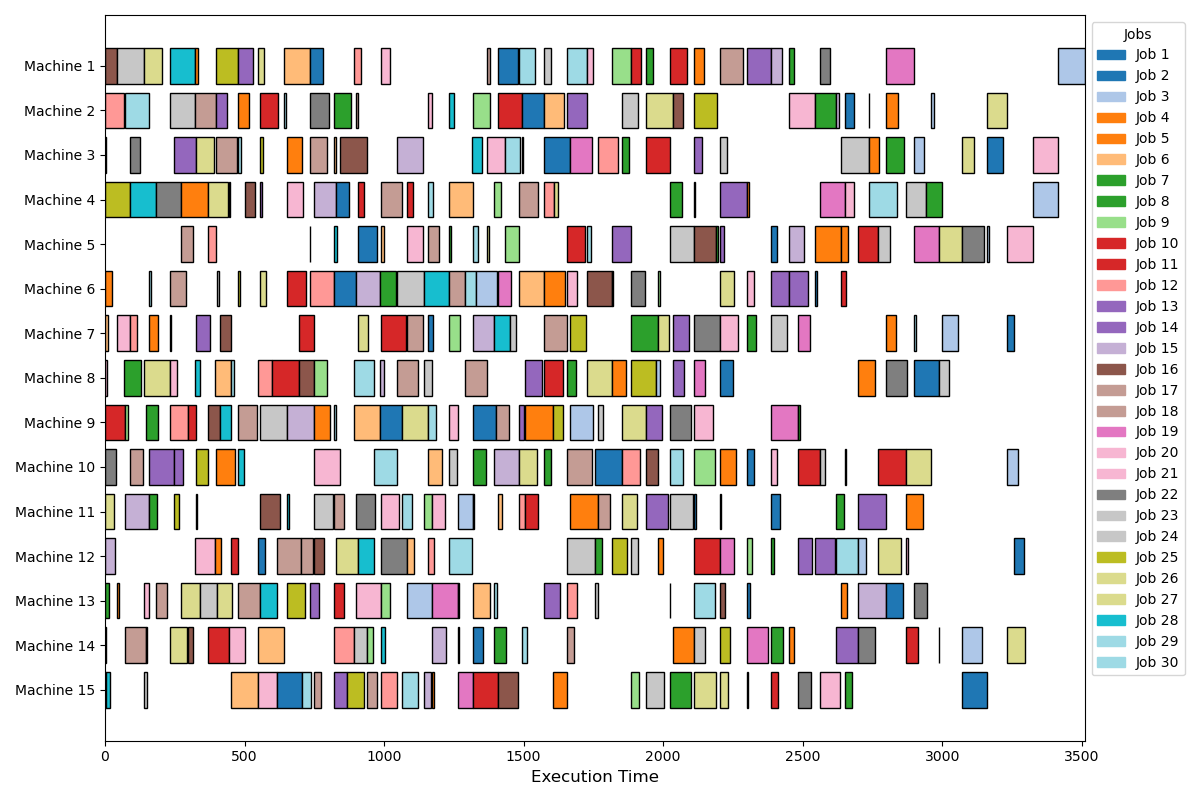 Machine 1
Machine 2
Machine 3
Machine 4
Machine 5
Machine 6
Machine 7
Machine 8
Machine 9
Machine 10
Machine 11
Machine 12
Machine 13
Machine 14
Machine 15
0 500 1000 1500 2000 2500 3000 3500
Execution Time
Jobs
Job 1
Job 2
Job 3
Job 4
Job 5
Job 6
Job 7
Job 8
Job 9
Job 10
Job 11
Job 12
Job 13
Job 14
Job 15
Job 16
Job 17
Job 18
Job 19
Job 20
Job 21
Job 22
Job 23
Job 24
Job 25
Job 26
Job 27
Job 28
Job 29
Job 30